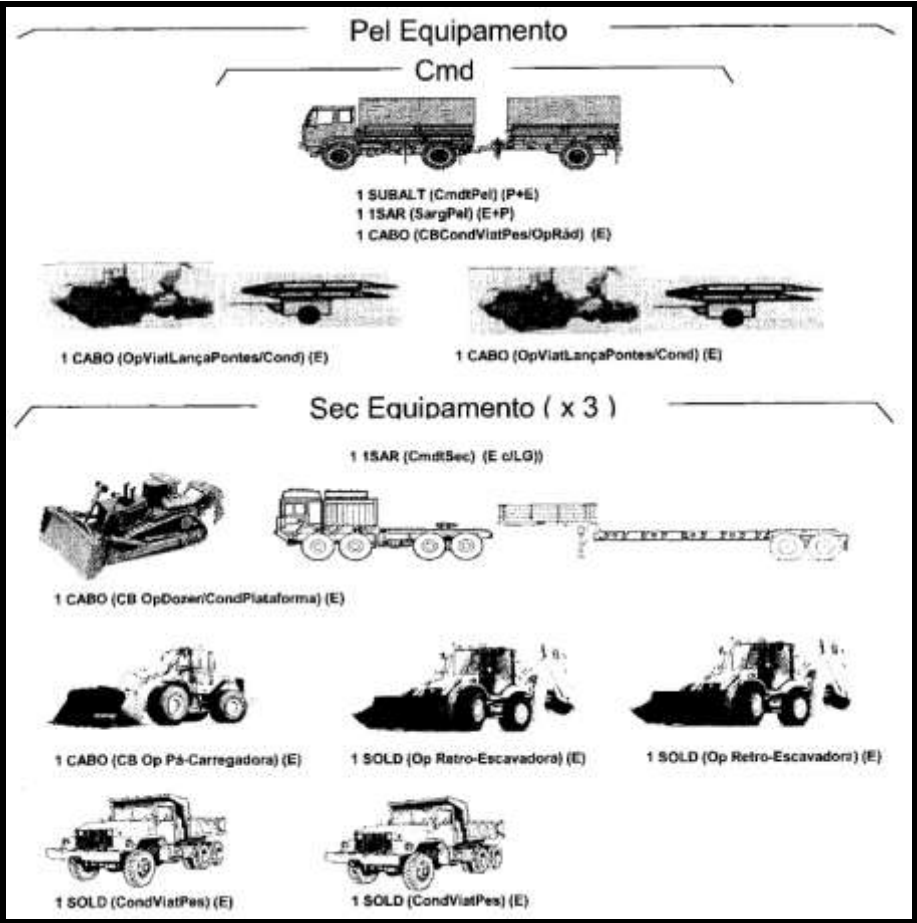 Pel Equipamento
Cmd
1 SUBALT (CmdtPel) (P+E)
1 1SAR (SargPel) (E+P)
1 CABO (CBCondViatPes/OpRád) (E)
1 CABO (OpViatLançaPontes/Cond) (E)
1 CABO (OpViatLançaPontes/Cond) (E)
Sec Equipamento ( x 3 )
1 1SAR (CmdtSec) (E c/LG))
1 CABO (CB OpDozer/CondPlataforma) (E)
1 CABO (CB Op Pá-Carregadora) (E)
1 SOLD (Op Retro-Escavadora) (E)
1 SOLD (Op Retro-Escavadora) (E)
1 SOLD (CondViatPes) (E)
1 SOLD (CondViatPes) (E)